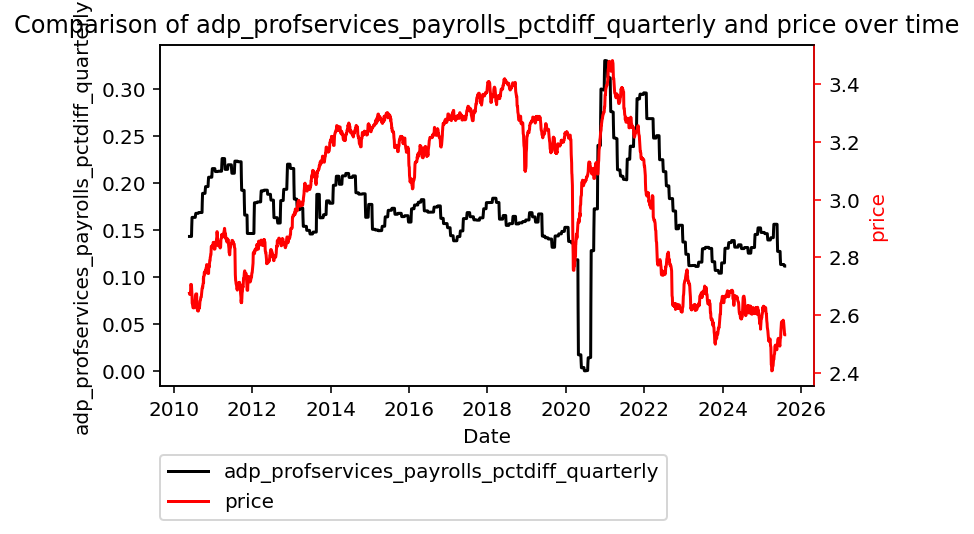 Comparison of adp_profservices_payrolls_pctdiff_quarterly and price over time
adp_profservices_payrolls_pctdiff_quarterly
0.30
0.25
0.20
0.15
0.10
0.05
0.00
3.4
3.2
3.0
2.8
2.6
2.4
price
2010 2012 2014 2016 2018 2020 2022 2024 2026
Date
adp_profservices_payrolls_pctdiff_quarterly
price